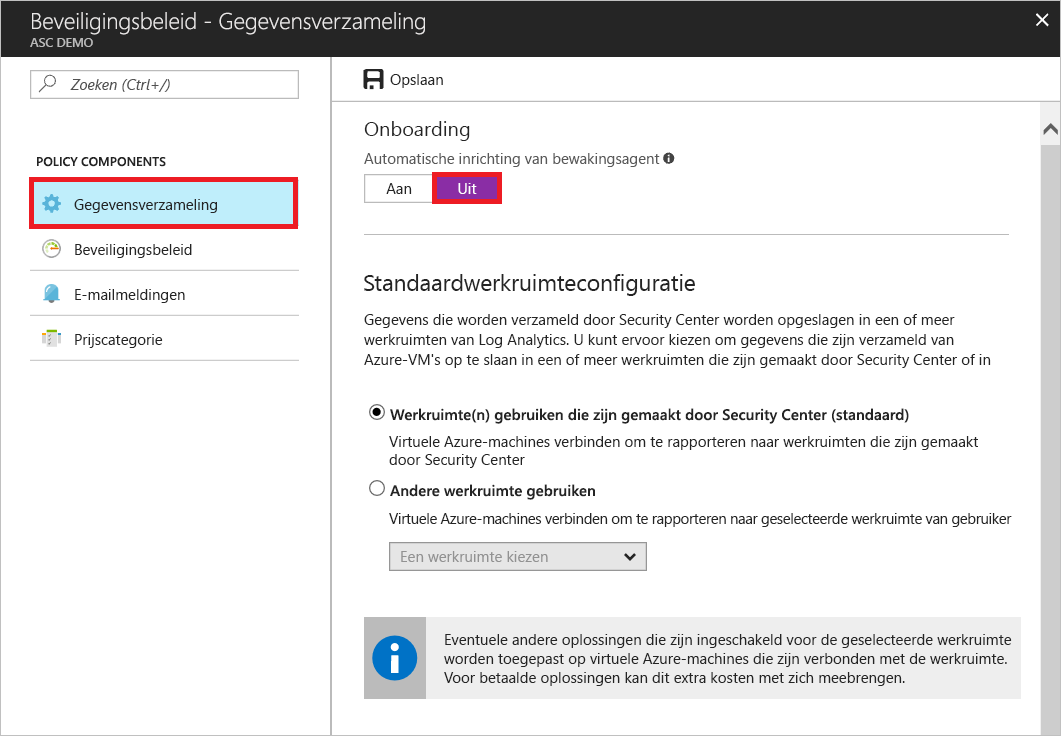 Beveiligingsbeleid - Gegevensverzameling
ASC DEMO
Zoeken (Ctrl+/)
POLICY COMPONENTS
Gegevensverzameling
Beveiligingsbeleid
E-mailmeldingen
Prijscategorie
Opslaan
Onboarding
Automatische inrichting van bewakingsagent
Aan
Uit
Standaardwerkruimteconfiguratie
Gegevens die worden verzameld door Security Center worden opgeslagen in een of meer
werkruimten van Log Analytics. U kunt ervoor kiezen om gegevens die zijn verzameld van
Azure-VM's op te slaan in een of meer werkruimten die zijn gemaakt door Security Center of in
Werkruimte(n) gebruiken die zijn gemaakt door Security Center (standaard)
Virtuele Azure-machines verbinden om te rapporteren naar werkruimten die zijn gemaakt
door Security Center
Andere werkruimte gebruiken
Virtuele Azure-machines verbinden om te rapporteren naar geselecteerde werkruimte van gebruiker
Een werkruimte kiezen
Eventuele andere oplossingen die zijn ingeschakeld voor de geselecteerde werkruimte
worden toegepast op virtuele Azure-machines die zijn verbonden met de werkruimte.
Voor betaalde oplossingen kan dit extra kosten met zich meebrengen.